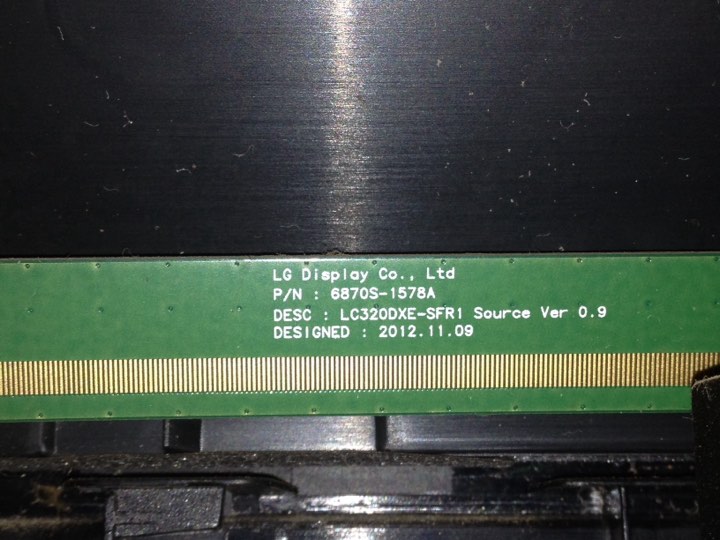 LG Display Co., Ltd
P/N : 6870S-1578A
DESC : LC320DXE-SFR1 Source Ver 0.9
DESIGNED : 2012.11.09